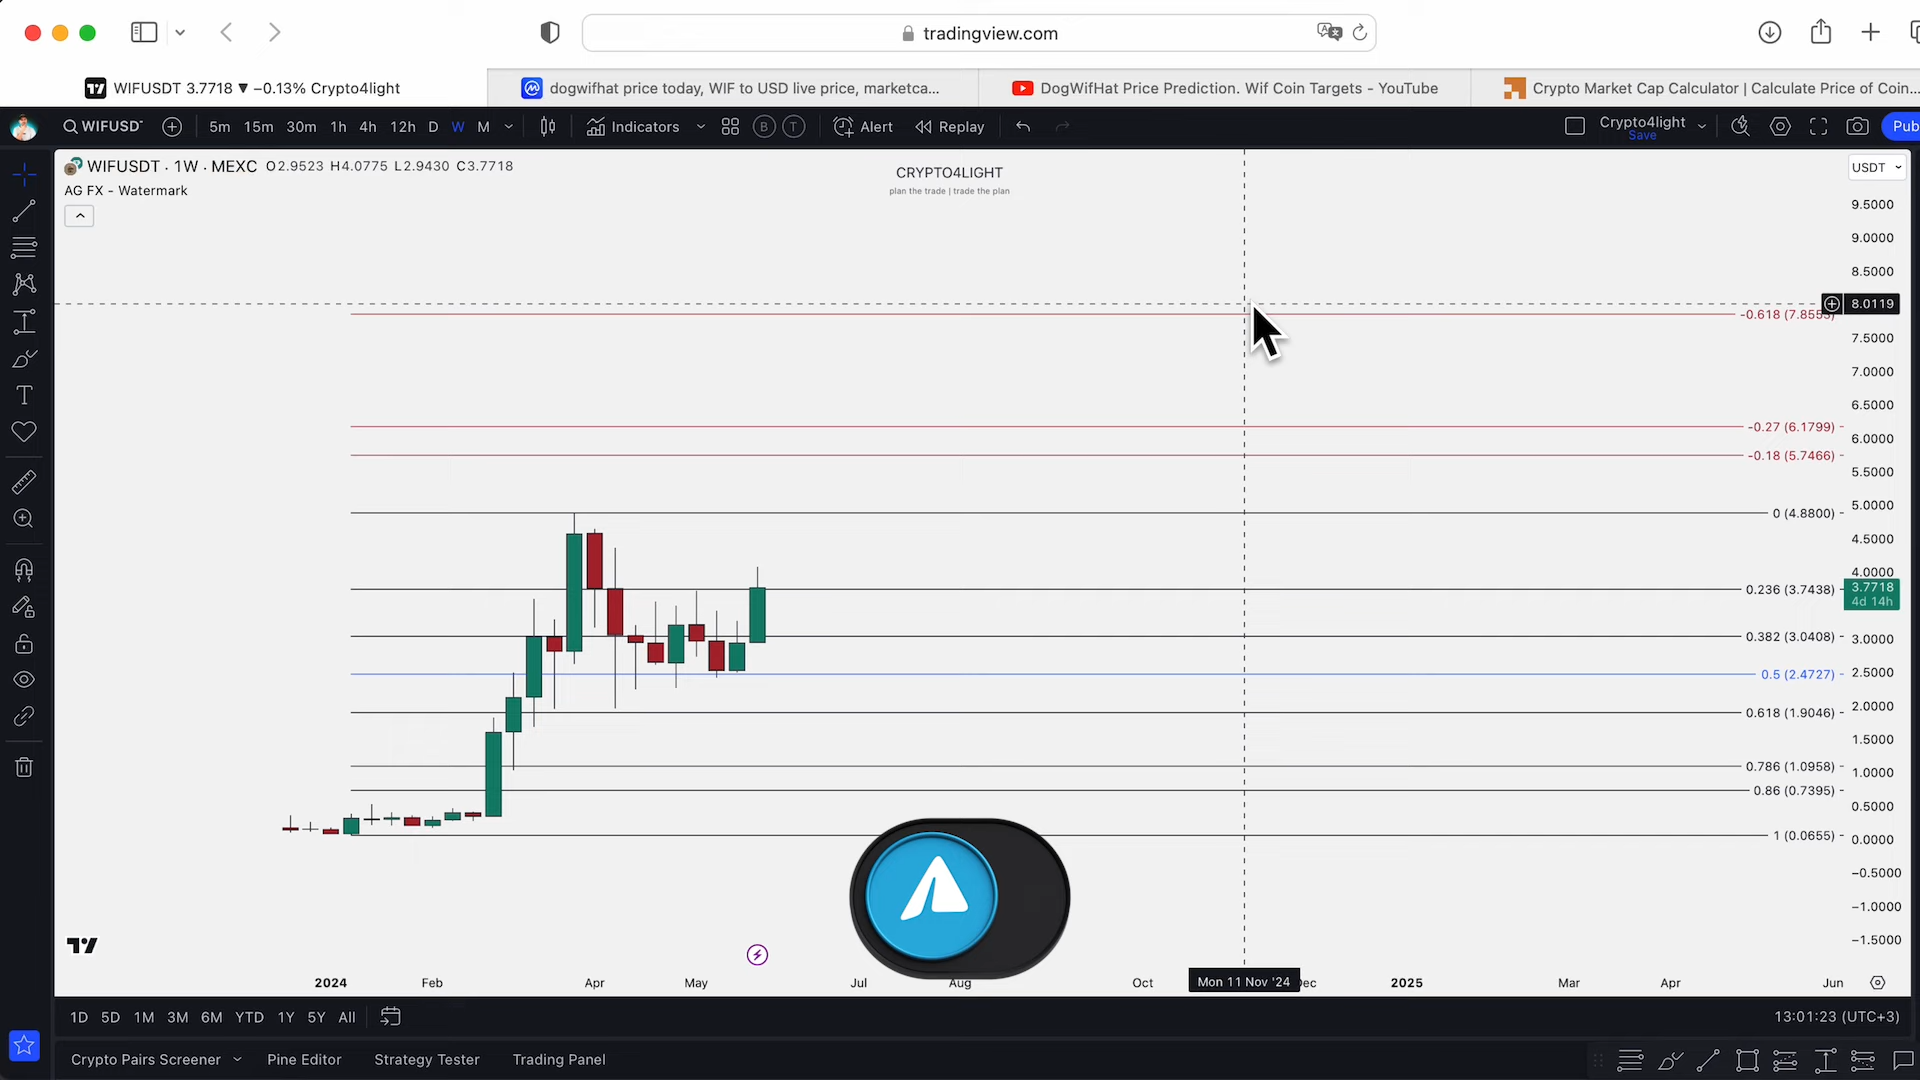 tradingview.com
WIFUSDT 3.7718 ▼ −0.13% Crypto4light
dogwifhat price today, WIF to USD live price, marketca...
DogWifHat Price Prediction. Wif Coin Targets - YouTube
Crypto Market Cap Calculator | Calculate Price of Coin...
WIFUSD
5m 15m 30m 1h 4h 12h D W M
Indicators
B T
Alert
Replay
Crypto4light
Save
Pub
WIFUSDT · 1W · MEXC O2.9523 H4.0775 L2.9430 C3.7718
AG FX - Watermark
CRYPTO4LIGHT
plan the trade | trade the plan
USDT
9.5000
9.0000
8.5000
8.0119
-0.618 (7.8555)
7.5000
7.0000
6.5000
-0.27 (6.1799)
6.0000
-0.18 (5.7466)
5.5000
5.0000
0 (4.8800)
4.5000
4.0000
0.236 (3.7438)
3.7718
4d 14h
0.382 (3.0408)
3.0000
0.5 (2.4727)
2.5000
0.618 (1.9046)
2.0000
1.5000
0.786 (1.0958)
1.0000
0.86 (0.7395)
0.5000
1 (0.0655)
0.0000
−0.5000
−1.0000
−1.5000
2024 Feb Apr May Jul Aug Oct Mon 11 Nov '24 Dec 2025 Mar Apr Jun
1D 5D 1M 3M 6M YTD 1Y 5Y All
13:01:23 (UTC+3)
Crypto Pairs Screener Pine Editor Strategy Tester Trading Panel